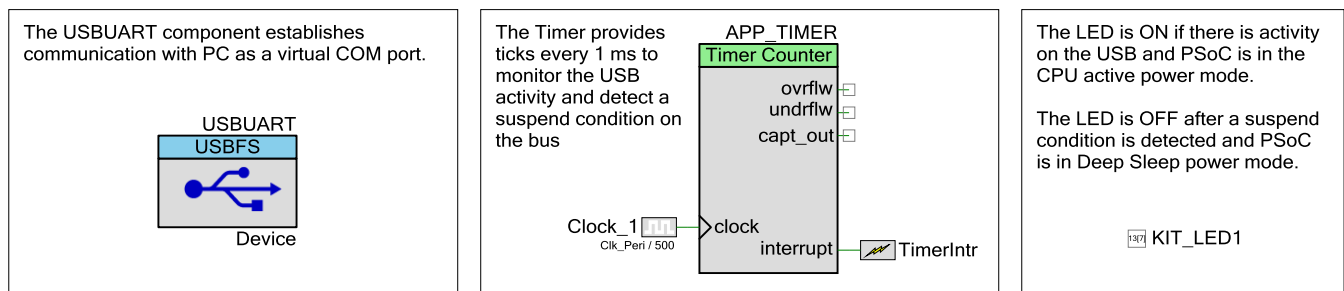 The USBUART component establishes
communication with PC as a virtual COM port.
USBUART
USBFS
Device
The Timer provides
ticks every 1 ms to
monitor the USB
activity and detect a
suspend condition on
the bus
APP_TIMER
Timer Counter
ovrflw
undrflw
capt_out
Clock_1
Clk_Peri / 500
clock
interrupt
TimerIntr
The LED is ON if there is activity
on the USB and PSoC is in the
CPU active power mode.
The LED is OFF after a suspend
condition is detected and PSoC
is in Deep Sleep power mode.
13[7] KIT_LED1